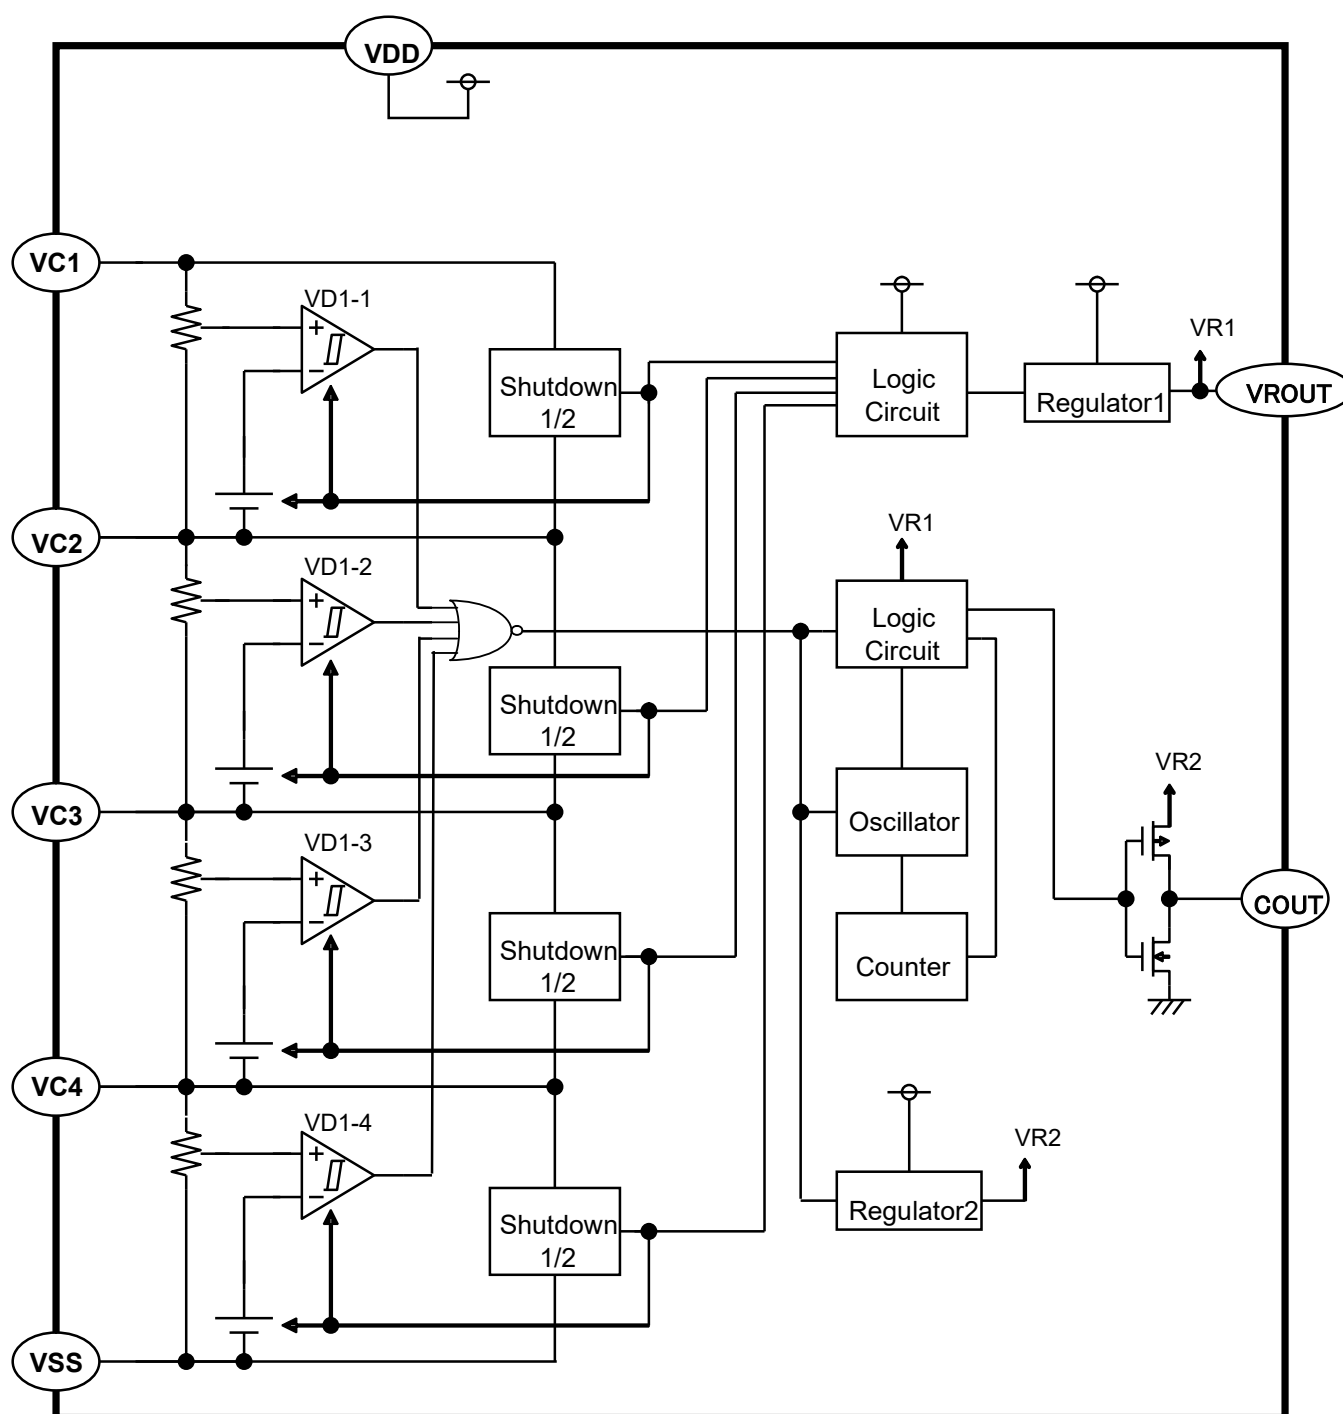 VDD
VC1
VD1-1
+
−
Shutdown
1/2
Logic
Circuit
Regulator1
VR1
VROUT
VC2
VD1-2
+
−
Shutdown
1/2
VR1
Logic
Circuit
VC3
VD1-3
+
−
Shutdown
1/2
Oscillator
Counter
VR2
COUT
VC4
VD1-4
+
−
Shutdown
1/2
Regulator2
VR2
VSS